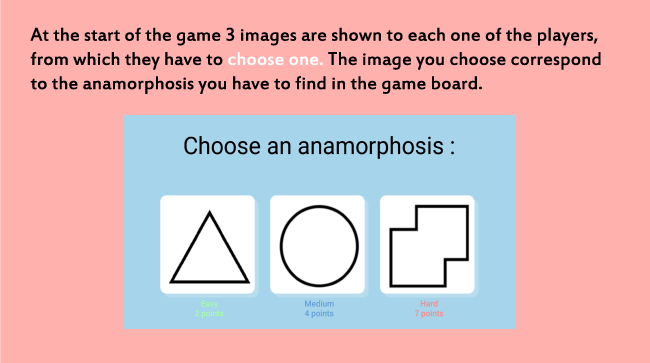 At the start of the game 3 images are shown to each one of the players,
from which they have to choose one. The image you choose correspond
to the anamorphosis you have to find in the game board.
Choose an anamorphosis :
Easy
2 points
Medium
4 points
Hard
7 points